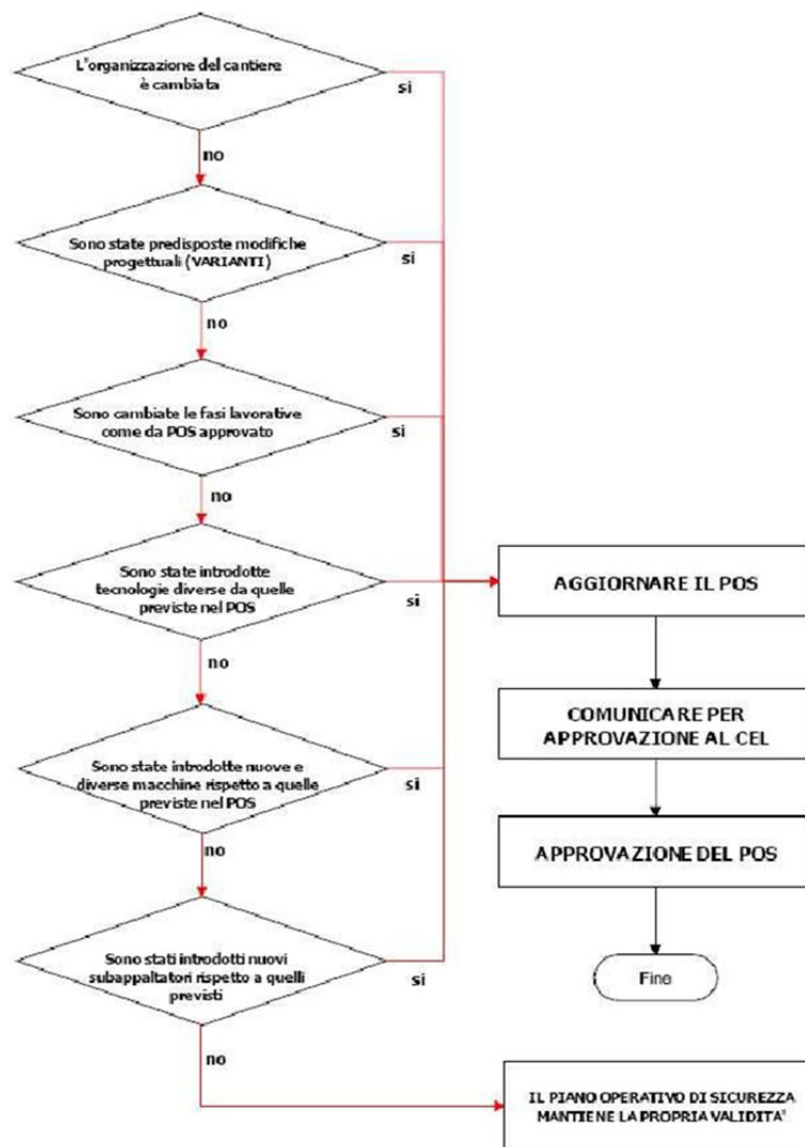 L'organizzazione del cantiere
è cambiata
si
no
Sono state predisposte modifiche
progettuali (VARIANTI)
si
no
Sono cambiate le fasi lavorative
come da POS approvato
si
no
Sono state introdotte
tecnologie diverse da quelle
previste nel POS
si
no
Sono state introdotte nuove e
diverse macchine rispetto a quelle
previste nel POS
si
no
Sono stati introdotti nuovi
subappaltatori rispetto a quelli
previsti
si
no
AGGIORNARE IL POS
COMUNICARE PER
APPROVAZIONE AL CEL
APPROVAZIONE DEL POS
Fine
IL PIANO OPERATIVO DI SICUREZZA
MANTIENE LA PROPRIA VALIDITA'